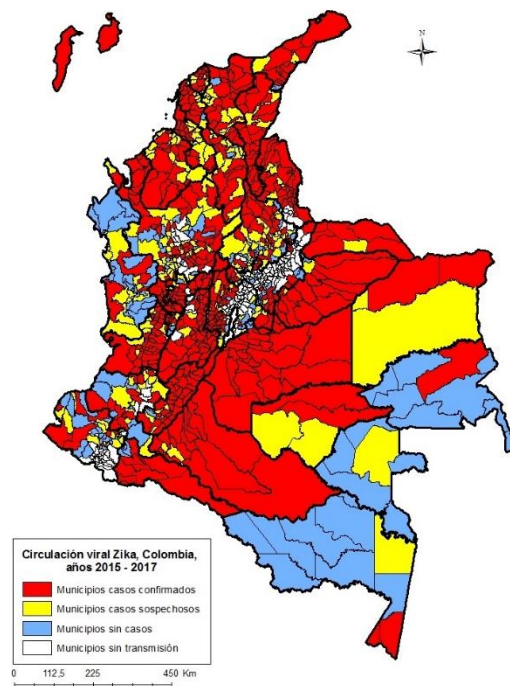 N
Circulación viral Zika, Colombia,
años 2015 - 2017
Municipios casos confirmados
Municipios casos sospechosos
Municipios sin casos
Municipios sin transmisión
0 112,5 225 450 Km